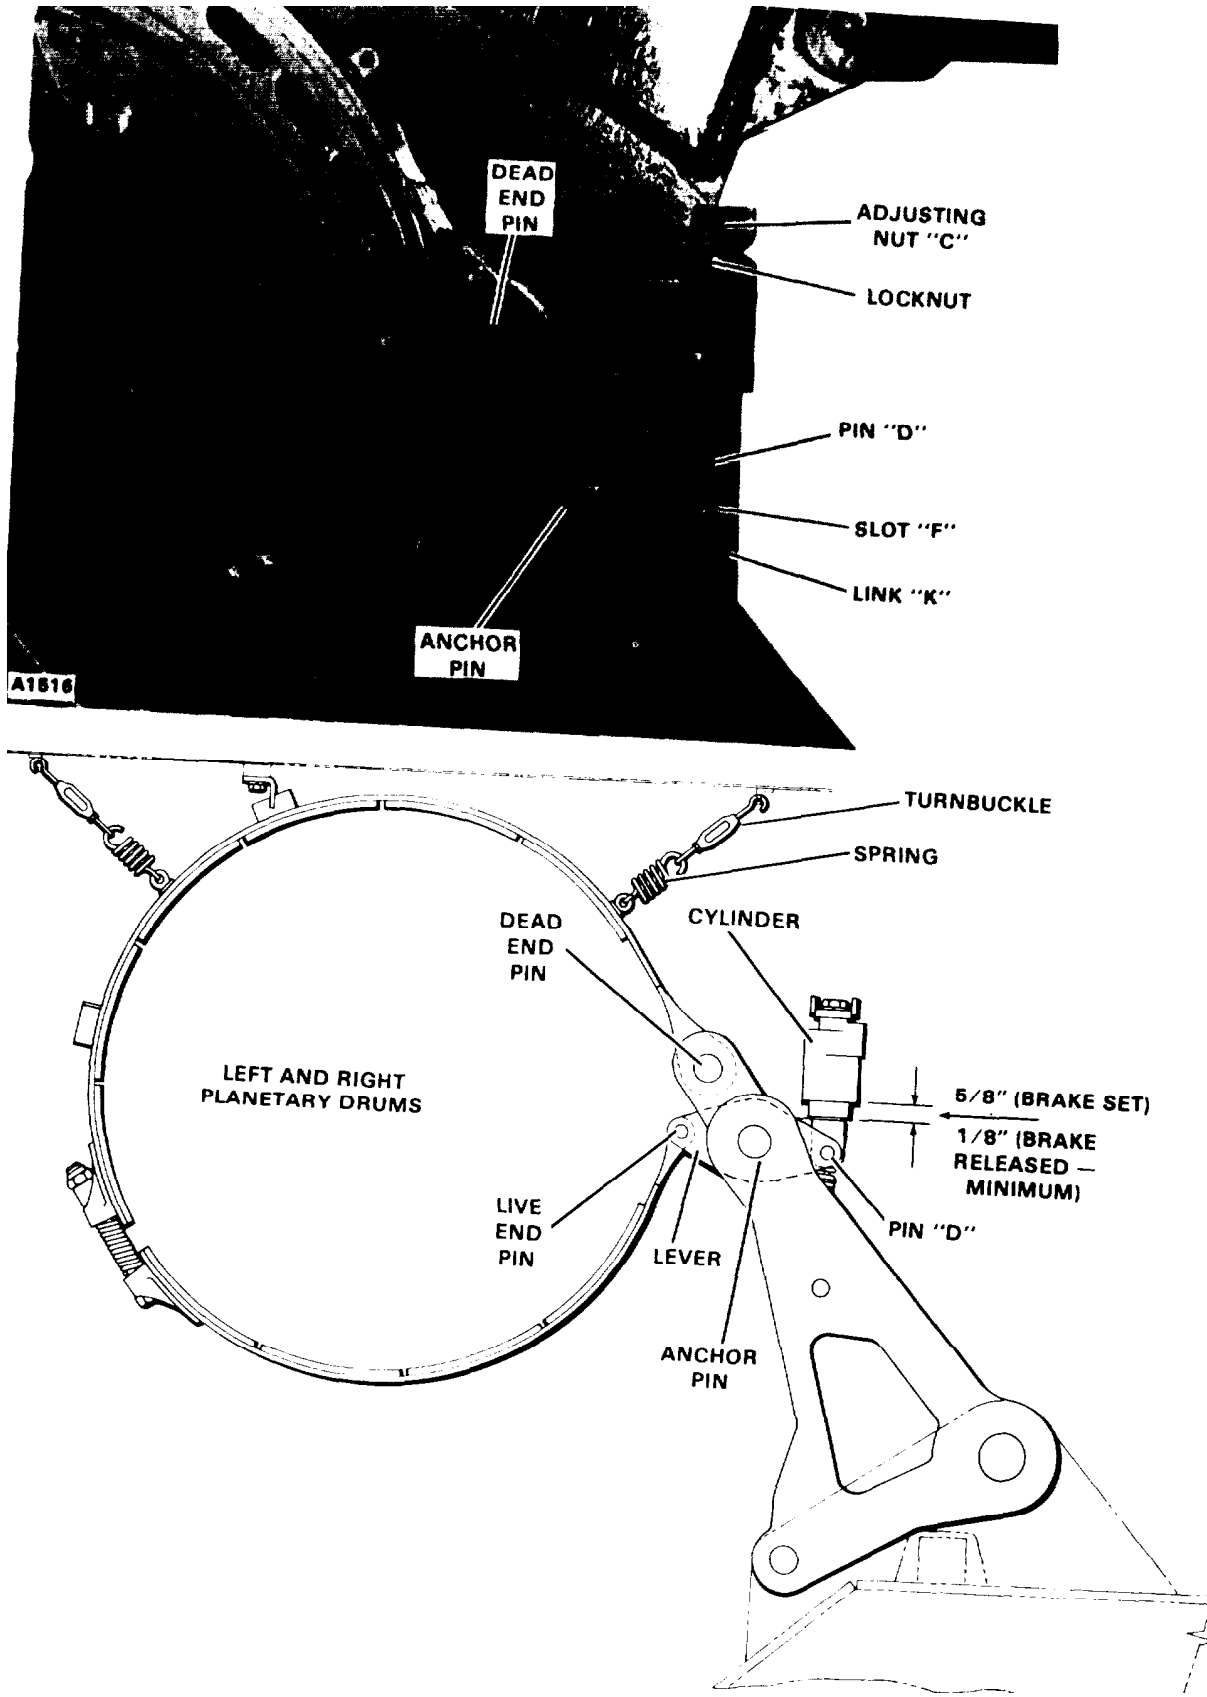 DEAD
END
PIN
ADJUSTING
NUT "C"
LOCKNUT
PIN "D"
SLOT "F"
LINK "K"
ANCHOR
PIN
A1516
TURNBUCKLE
SPRING
CYLINDER
DEAD
END
PIN
LEFT AND RIGHT
PLANETARY DRUMS
5/8" (BRAKE SET)
1/8" (BRAKE
RELEASED —
MINIMUM)
LIVE
END
PIN
LEVER
PIN "D"
ANCHOR
PIN